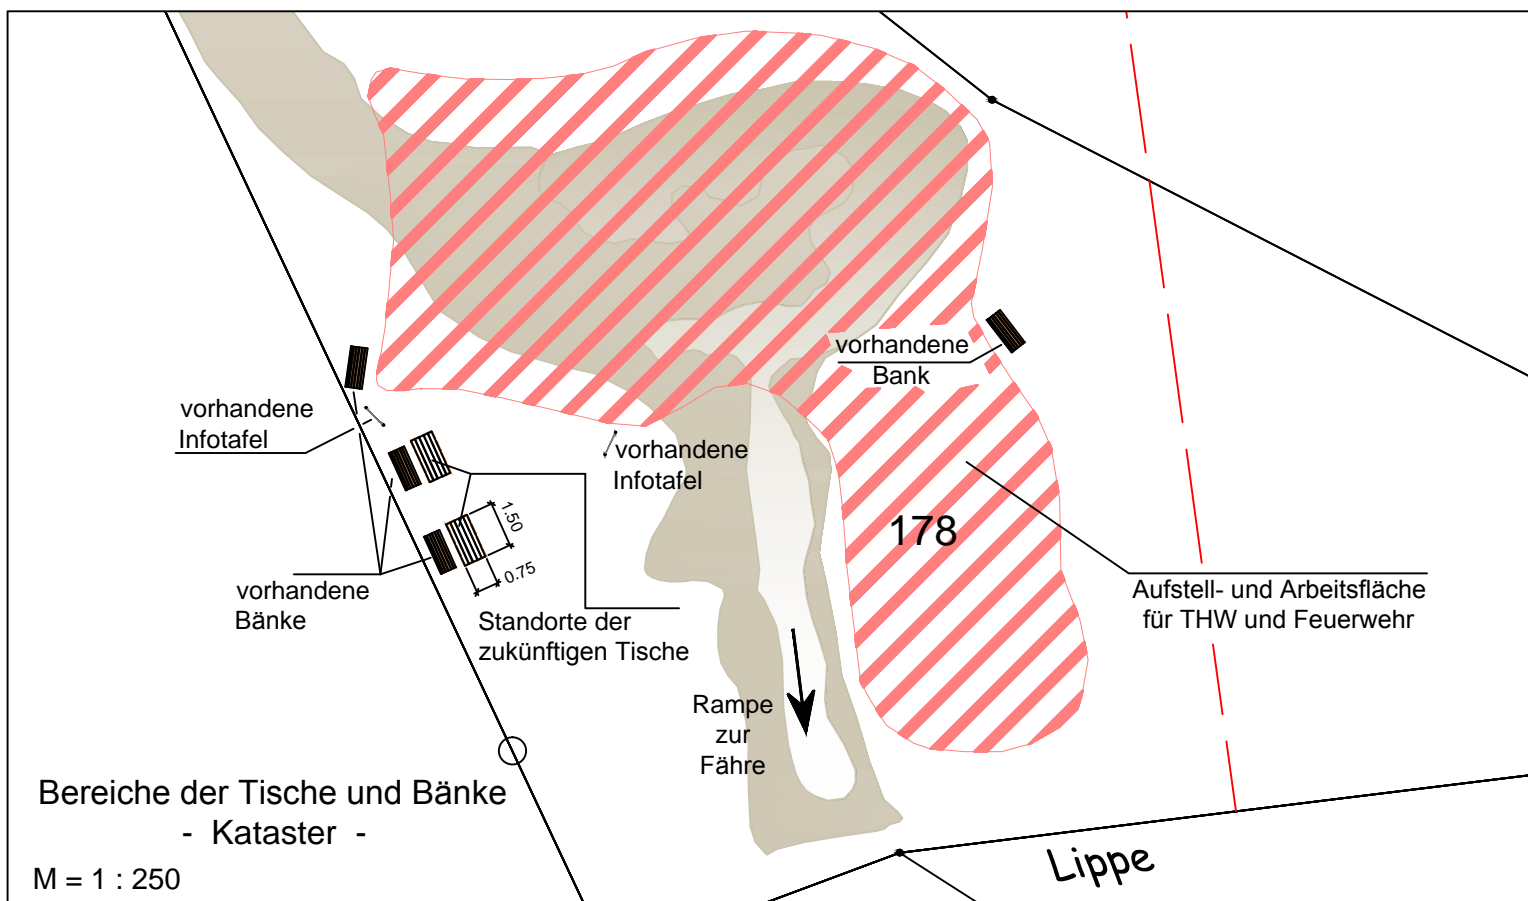 vorhandene
Bank
vorhandene
Infotafel
vorhandene
Infotafel
1.50
0.75
178
vorhandene
Bänke
Standorte der
zukünftigen Tische
Aufstell- und Arbeitsfläche
für THW und Feuerwehr
Rampe
zur
Fähre
Bereiche der Tische und Bänke
- Kataster -
M = 1 : 250
Lippe